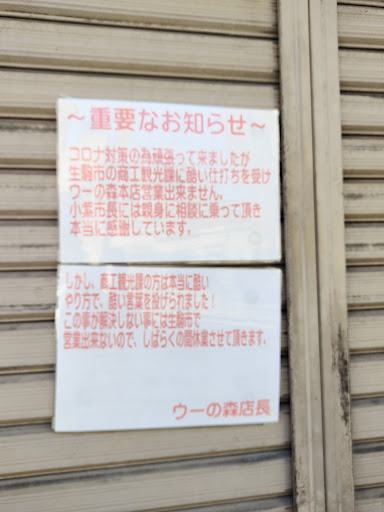 ～重要なお知らせ～
コロナ対策の為頑張って来ましたが
生駒市の商工観光課に酷い仕打ちを受け
ウーの森本店営業出来ません。
小紫市長には親身に相談に乗って頂き
本当に感謝しています。
しかし、商工観光課の方は本当に酷い
やり方で、酷い言葉を投げられました！
この事が解決しない事には生駒市で
営業出来ないので、しばらくの間休業させて頂きます。
ウーの森店長